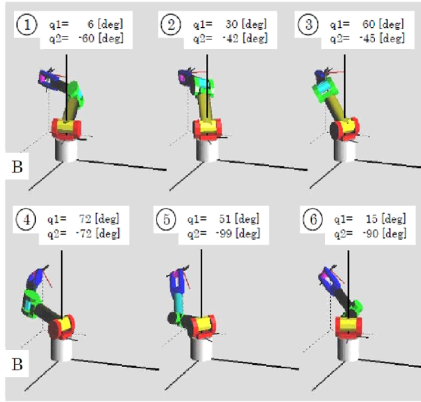 ① q1= 6 [deg]
q2= -60 [deg]
② q1= 30 [deg]
q2= -42 [deg]
③ q1= 60 [deg]
q2= -45 [deg]
B
④ q1= 72 [deg]
q2= -72 [deg]
⑤ q1= 51 [deg]
q2= -99 [deg]
⑥ q1= 15 [deg]
q2= -90 [deg]
B